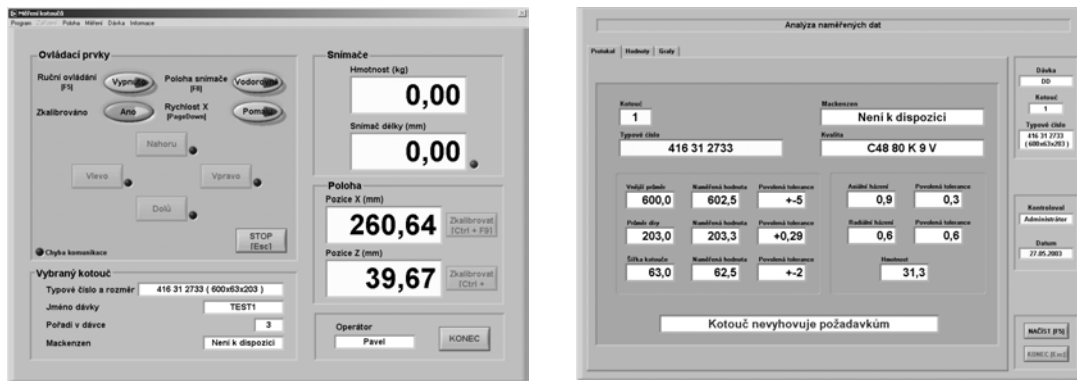 Měření kotoučů
Program Zařízení Poloha Měření Dávka Informace
Ovládací prvky
Ruční ovládání
[F5]
Vypnuto
Poloha snímače
[F8]
Vodorovně
Zkalibrováno
Ano
Rychlost X
[PageDown]
Pomalu
Nahoru
Vlevo
Vpravo
Dolů
STOP
[Esc]
Chyba komunikace
Vybraný kotouč
Typové číslo a rozměr 416 31 2733 ( 600x63x203 )
Jméno dávky TEST1
Pořadí v dávce 3
Mackenzen Není k dispozici
Snímače
Hmotnost (kg)
0,00
Snímač délky (mm)
0,00
Poloha
Pozice X (mm)
260,64
Zkalibrovat
[Ctrl + F9]
Pozice Z (mm)
39,67
Zkalibrovat
[Ctrl +
Operátor
Pavel
KONEC
Analýza naměřených dat
Protokol Hodnoty Grafy
Kotouč
1
Mackenzen
Není k dispozici
Typové číslo
416 31 2733
Kvalita
C48 80 K 9 V
Vnější průměr Naměřená hodnota Povolená tolerance
600,0 602,5 +-5
Průměr díry Naměřená hodnota Povolená tolerance
203,0 203,3 +0,29
Šířka kotouče Naměřená hodnota Povolená tolerance
63,0 62,5 +-2
Axiální házení Povolená tolerance
0,9 0,3
Radiální házení Povolená tolerance
0,6 0,6
Hmotnost
31,3
Kotouč nevyhovuje požadavkům
Dávka
DD
Kotouč
1
Typové číslo
416 31 2733
( 600x63x203 )
Kontroloval
Administrátor
Datum
27.05.2003
NAČÍST [F5]
KONEC [Esc]